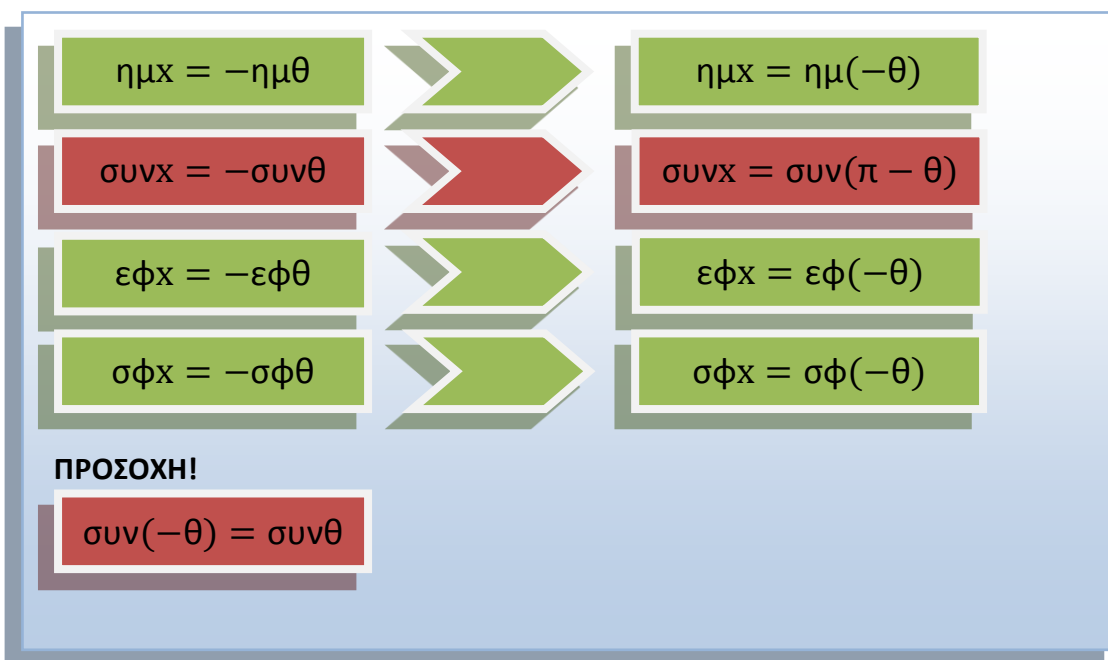 ημx = −ημθ ημx = ημ(−θ)
συνx = −συνθ συνx = συν(π − θ)
εφx = −εφθ εφx = εφ(−θ)
σφx = −σφθ σφx = σφ(−θ)
ΠΡΟΣΟΧΗ!
συν(−θ) = συνθ